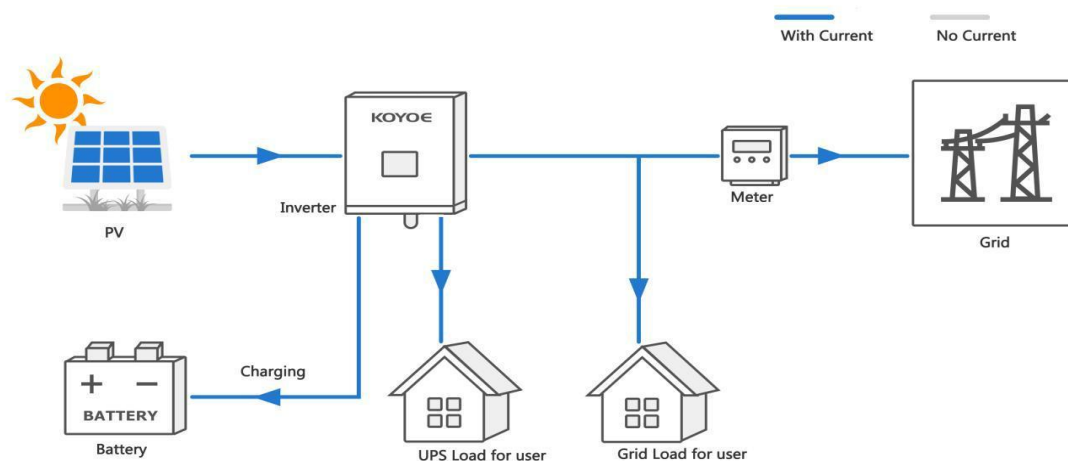 With Current
No Current
KOYOE
Inverter
PV
Meter
Grid
Charging
+ −
BATTERY
Battery
UPS Load for user
Grid Load for user